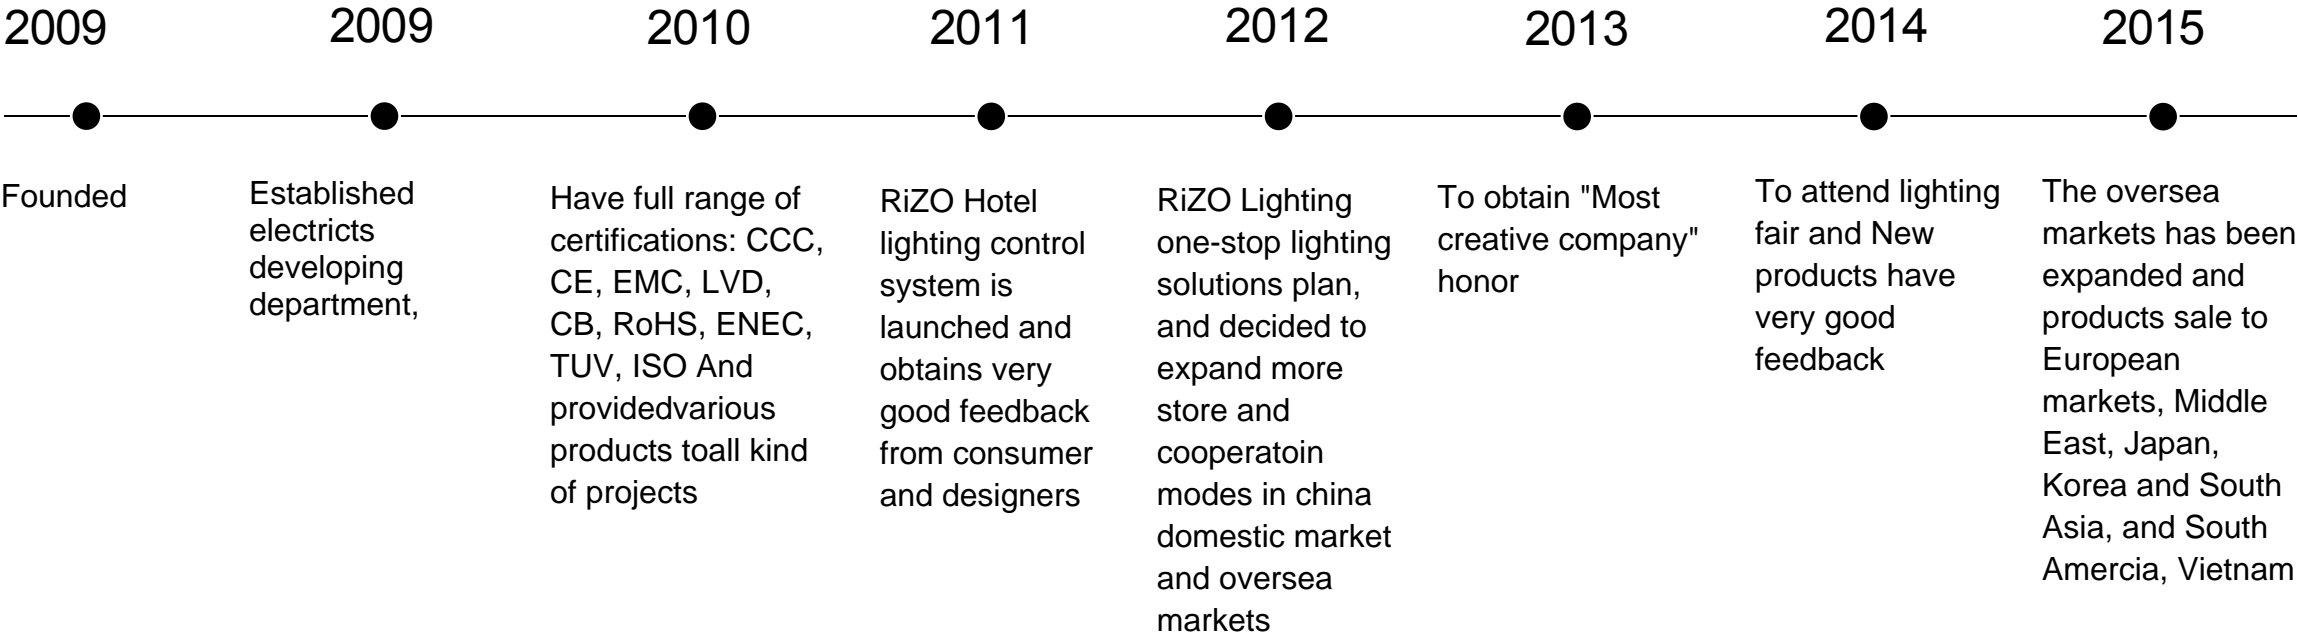 2009
Founded
2009
Established
electricts
developing
department,
2010
Have full range of
certifications: CCC,
CE, EMC, LVD,
CB, RoHS, ENEC,
TUV, ISO And
providedvarious
products toall kind
of projects
2011
RiZO Hotel
lighting control
system is
launched and
obtains very
good feedback
from consumer
and designers
2012
RiZO Lighting
one-stop lighting
solutions plan,
and decided to
expand more
store and
cooperatoin
modes in china
domestic market
and oversea
markets
2013
To obtain "Most
creative company"
honor
2014
To attend lighting
fair and New
products have
very good
feedback
2015
The oversea
markets has been
expanded and
products sale to
European
markets, Middle
East, Japan,
Korea and South
Asia, and South
Amercia, Vietnam